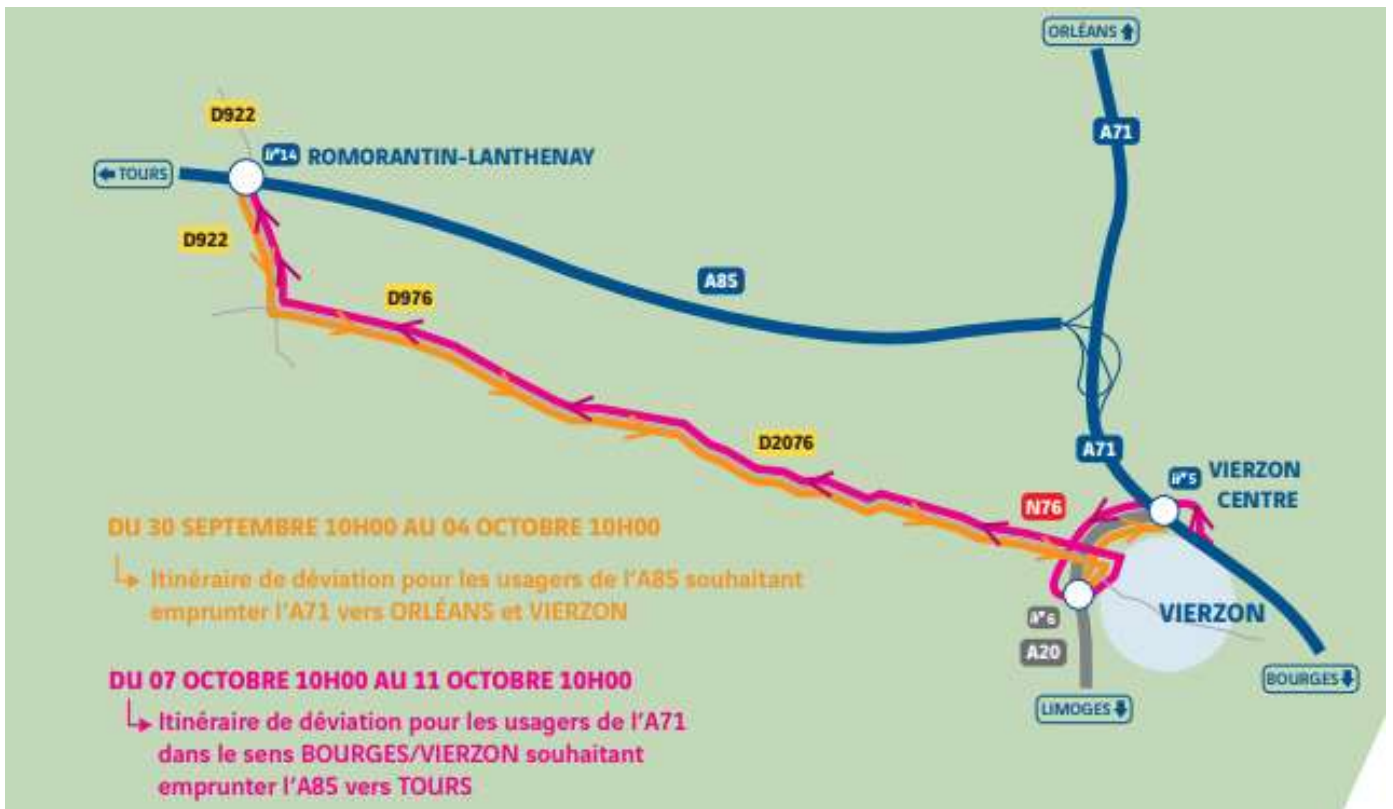 ORLÉANS
A71
D922
n°14 ROMORANTIN-LANTHENAY
TOURS
D922
A85
D976
D2076
A71
n°5 VIERZON
CENTRE
N76
DU 30 SEPTEMBRE 10H00 AU 04 OCTOBRE 10H00
Itinéraire de déviation pour les usagers de l'A85 souhaitant
emprunter l'A71 vers ORLÉANS et VIERZON
VIERZON
n°6
A20
BOURGES
LIMOGES
DU 07 OCTOBRE 10H00 AU 11 OCTOBRE 10H00
Itinéraire de déviation pour les usagers de l'A71
dans le sens BOURGES/VIERZON souhaitant
emprunter l'A85 vers TOURS